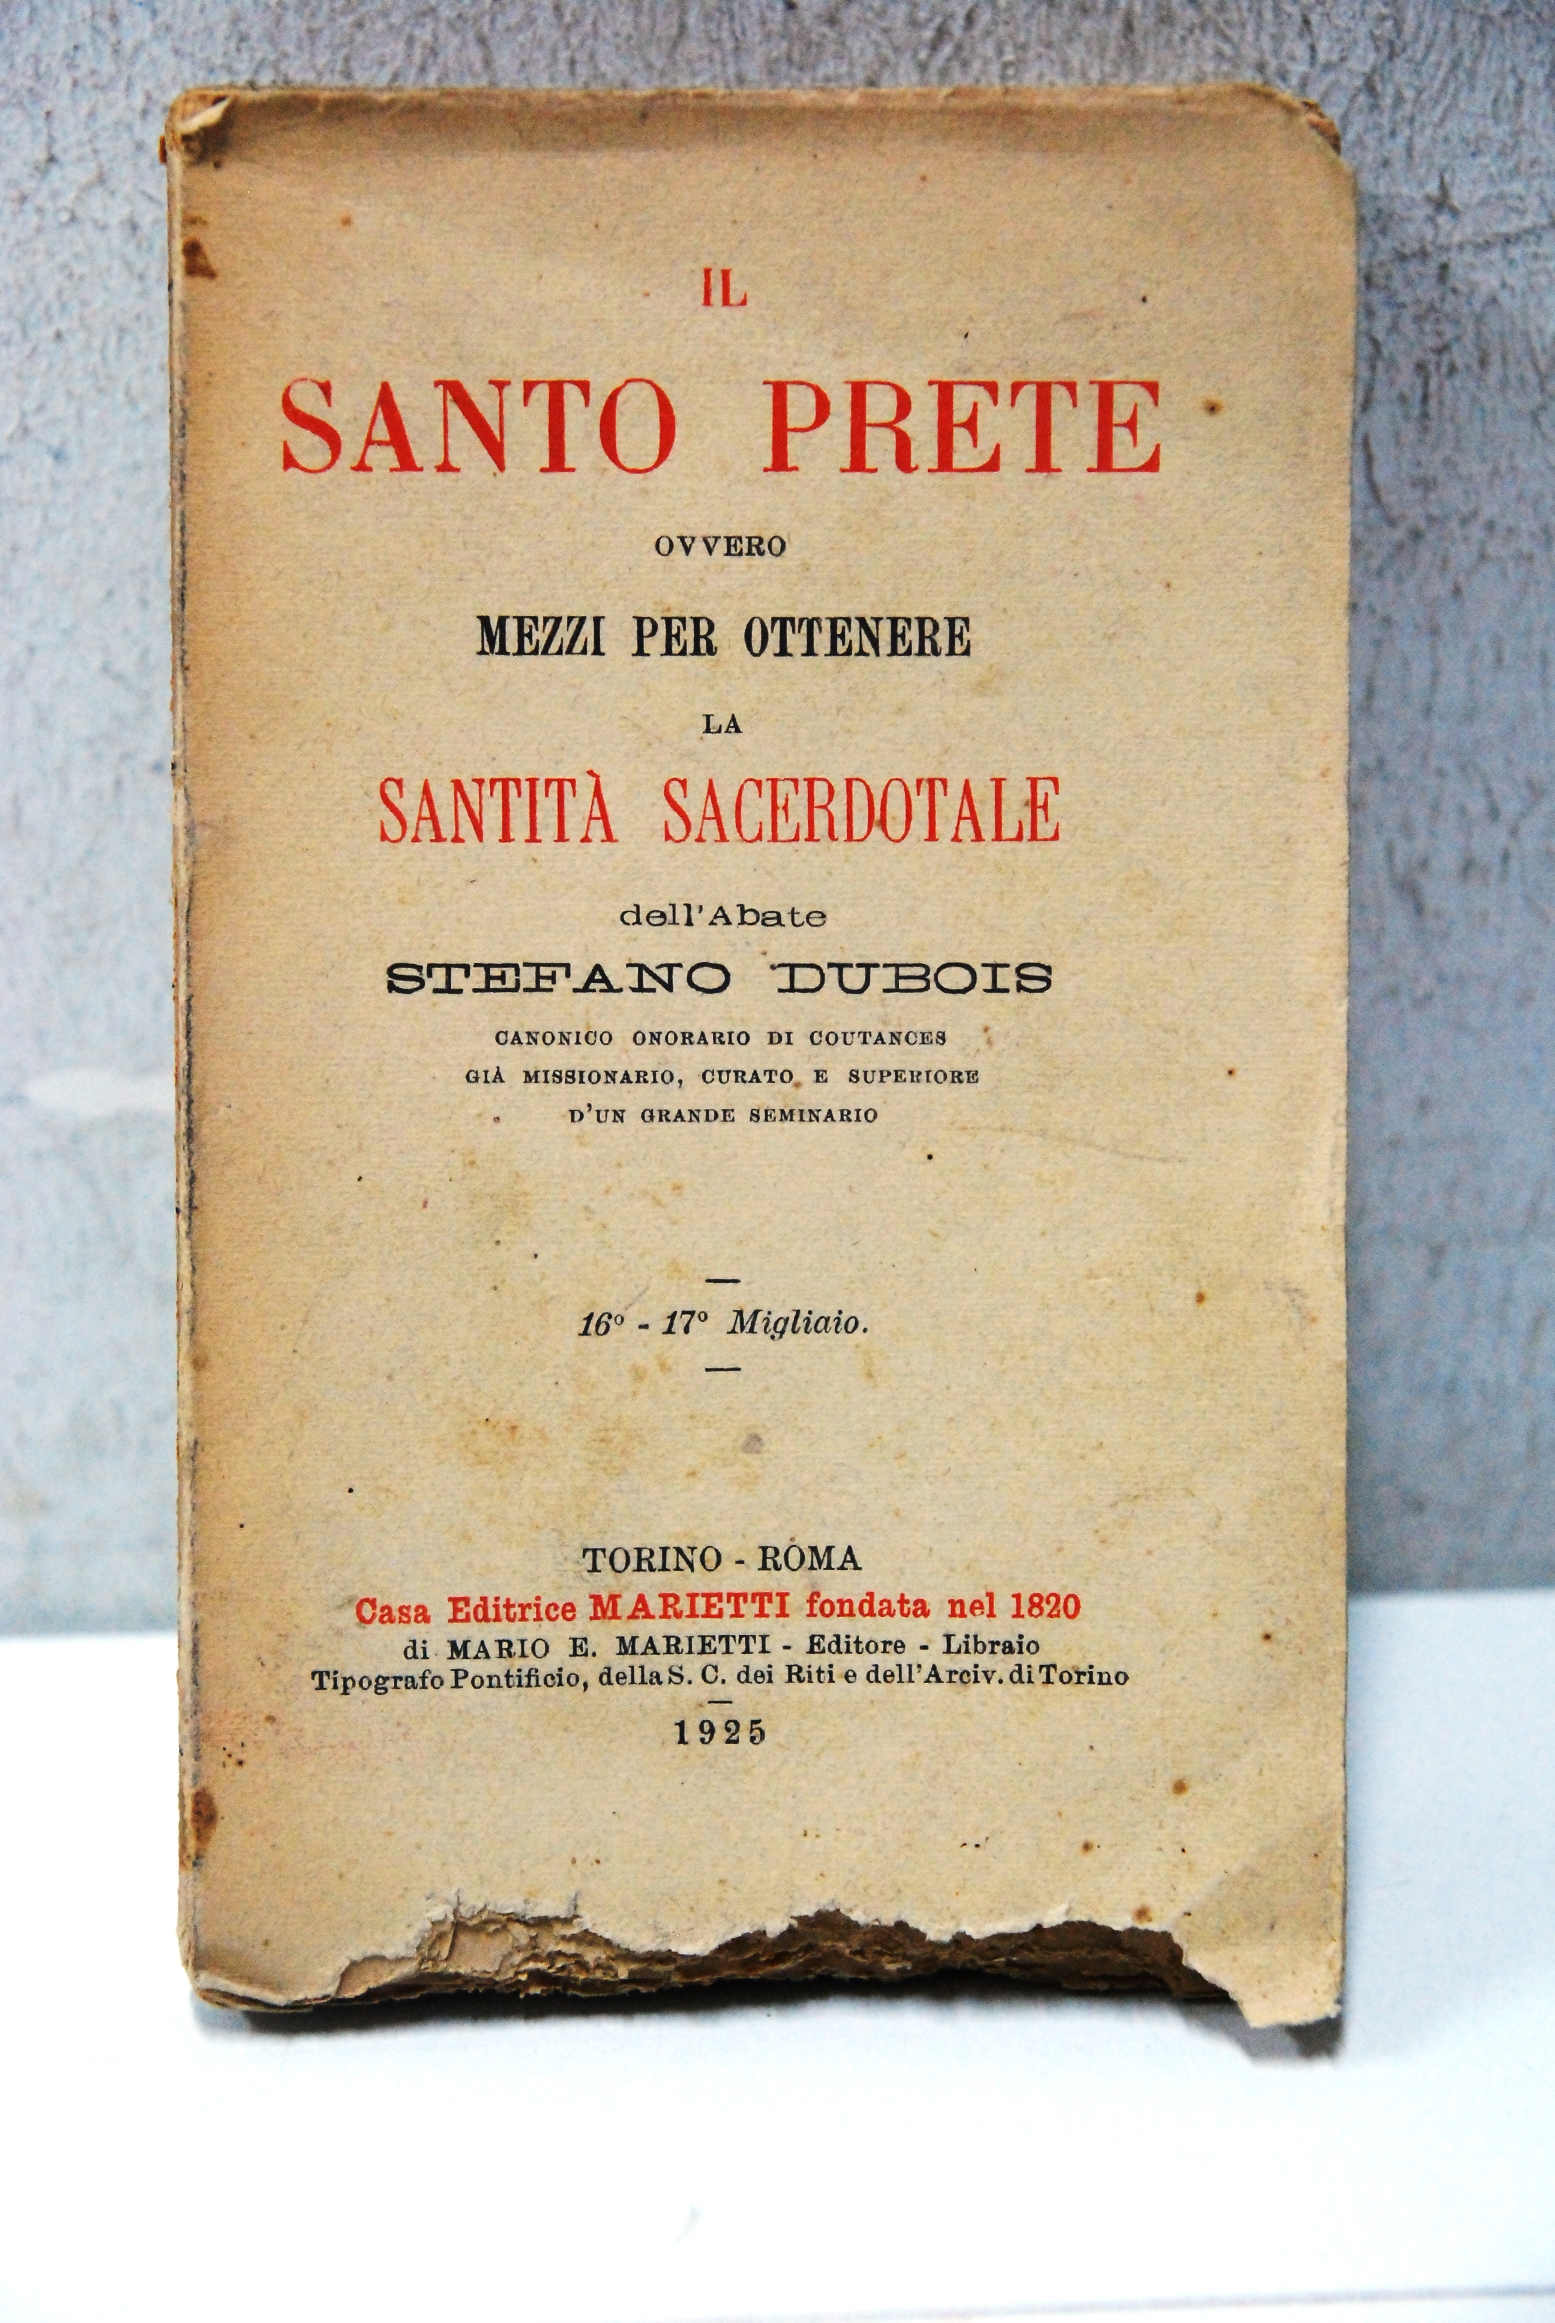 IL
SANTO PRETE
OVVERO
MEZZI PER OTTENERE
LA
SANTITÀ SACERDOTALE
dell'Abate
STEFANO DUBOIS
CANONICO ONORARIO DI COUTANCES
GIÀ MISSIONARIO, CURATO E SUPERIORE
D'UN GRANDE SEMINARIO
16º - 17º Migliaio.
TORINO - ROMA
Casa Editrice MARIETTI fondata nel 1820
di MARIO E. MARIETTI - Editore - Libraio
Tipografo Pontificio, della S. C. dei Riti e dell'Arciv. di Torino
1925